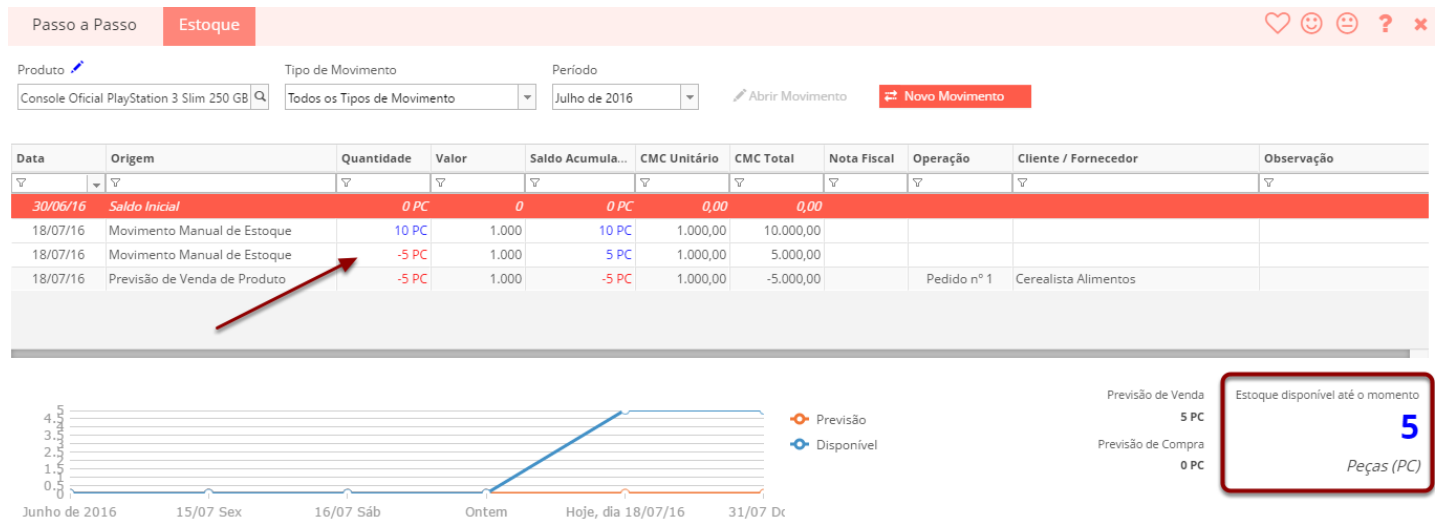 Passo a Passo Estoque ?
Produto Tipo de Movimento Período
Console Oficial PlayStation 3 Slim 250 GB Todos os Tipos de Movimento Julho de 2016 Abrir Movimento Novo Movimento
Data Origem Quantidade Valor Saldo Acumula... CMC Unitário CMC Total Nota Fiscal Operação Cliente / Fornecedor Observação
30/06/16 Saldo Inicial 0 PC 0 0 PC 0,00 0,00
18/07/16 Movimento Manual de Estoque 10 PC 1.000 10 PC 1.000,00 10.000,00
18/07/16 Movimento Manual de Estoque -5 PC 1.000 5 PC 1.000,00 5.000,00
18/07/16 Previsão de Venda de Produto -5 PC 1.000 -5 PC 1.000,00 -5.000,00 Pedido nº 1 Cerealista Alimentos
5
4.5
4
3.5
3
2.5
2
1.5
1
0.5
0
Junho de 2016 15/07 Sex 16/07 Sáb Ontem Hoje, dia 18/07/16 31/07 Do
Previsão
Disponível
Previsão de Venda
5 PC
Previsão de Compra
0 PC
Estoque disponível até o momento
5
Peças (PC)